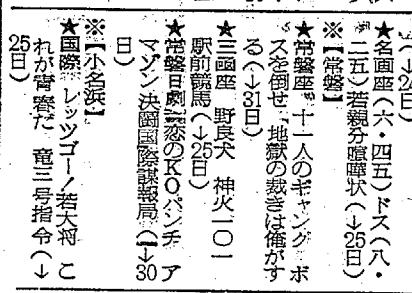 (↓24日)
★名画座(六・四五)ドス(八・
二五)若親分喧嘩状(↓25日)
※【常磐】
★常磐座 十一人のギャング ボ
スを倒せ 地獄の裁きは俺がす
る(↓31日)
★三函座 野良犬 神火一〇一
駅前競馬(↓25日)
★常磐日劇 恋のKOパンチ ア
マゾン決闘国際諜報局(↓30
日)
※【小名浜】
★国際 レッツゴー!若大将 こ
れが青春だ 竜三号指令(↓
25日)